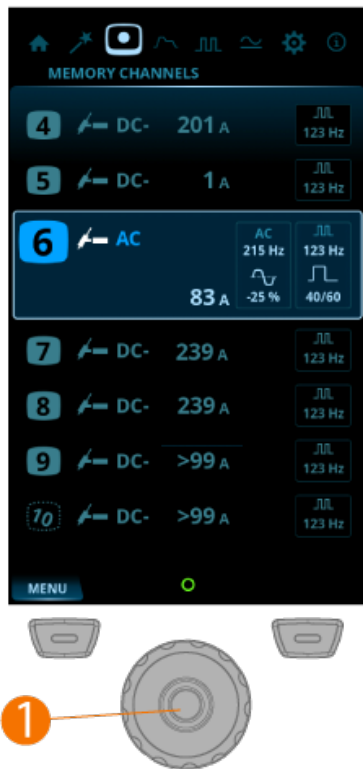 MEMORY CHANNELS
4 DC- 201 A 123 Hz
5 DC- 1 A 123 Hz
6 AC AC
215 Hz 123 Hz
83 A -25 % 40/60
7 DC- 239 A 123 Hz
8 DC- 239 A 123 Hz
9 DC- >99 A 123 Hz
10 DC- >99 A 123 Hz
MENU
1